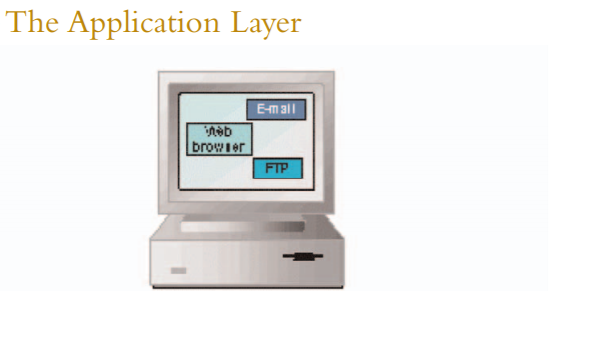 The Application Layer
E-mail
Web
browser
FTP